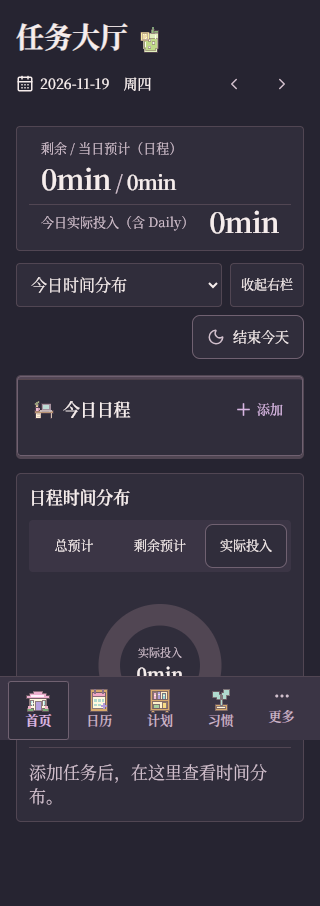 任务大厅
2026-11-19 周四
剩余 / 当日预计（日程）
0min / 0min
今日实际投入（含 Daily） 0min
今日时间分布 收起右栏
结束今天
今日日程 添加
日程时间分布
总预计 剩余预计 实际投入
实际投入
0min
首页 日历 计划 习惯 更多
添加任务后，在这里查看时间分
布。